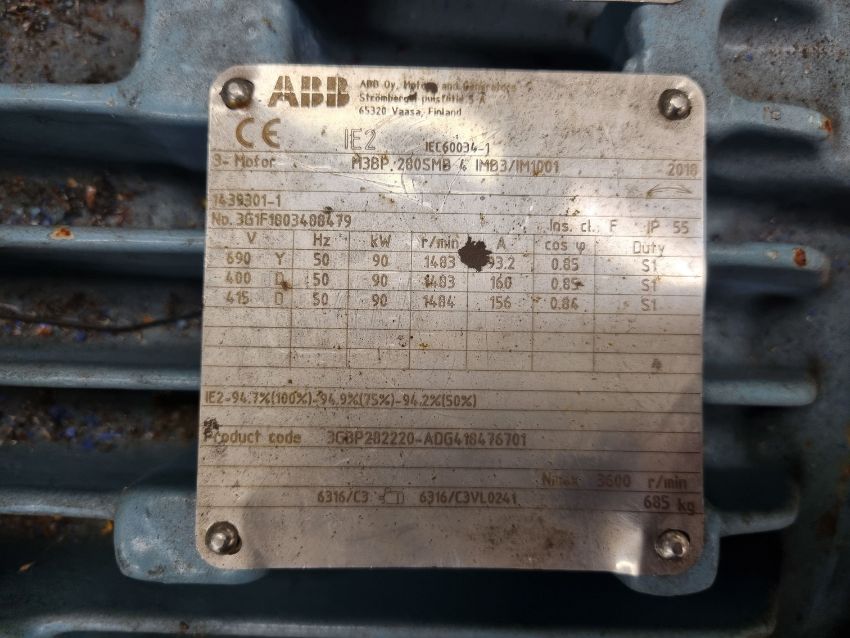 ABB ABB Oy, Motors and Generators
Strömbergin puistotie 5 A
65320 Vaasa, Finland
CE IE2 IEC60034-1
3~ Motor M3BP 280SMB 4 IMB3/IM1001 2018
1439301-1
No. 3G1F1803488479 Ins. cl. F IP 55
V Hz kW r/min A cos φ Duty
690 Y 50 90 1483 93.2 0.85 S1
400 D 50 90 1483 160 0.85 S1
415 D 50 90 1484 156 0.84 S1
IE2-94.7%(100%)-94.9%(75%)-94.2%(50%)
Product code 3GBP282220-ADG418476701
Nmax 3600 r/min
6316/C3 6316/C3VL0241 685 kg